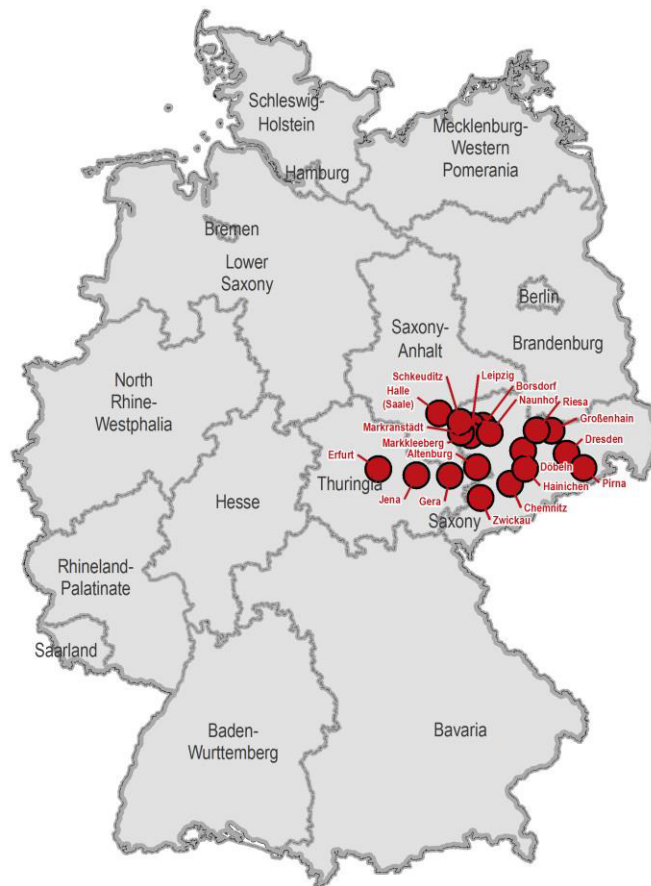 Schleswig-
Holstein
Mecklenburg-
Western
Pomerania
Hamburg
Bremen
Lower
Saxony
Berlin
Brandenburg
Saxony-
Anhalt
North
Rhine-
Westphalia
Schkeuditz
Leipzig
Borsdorf
Halle
(Saale)
Naunhof
Riesa
Markranstädt
Großenhain
Markkleeberg
Dresden
Altenburg
Erfurt
Döbeln
Thuringia
Pirna
Hainichen
Jena
Gera
Chemnitz
Saxony
Zwickau
Hesse
Rhineland-
Palatinate
Saarland
Baden-
Wurttemberg
Bavaria